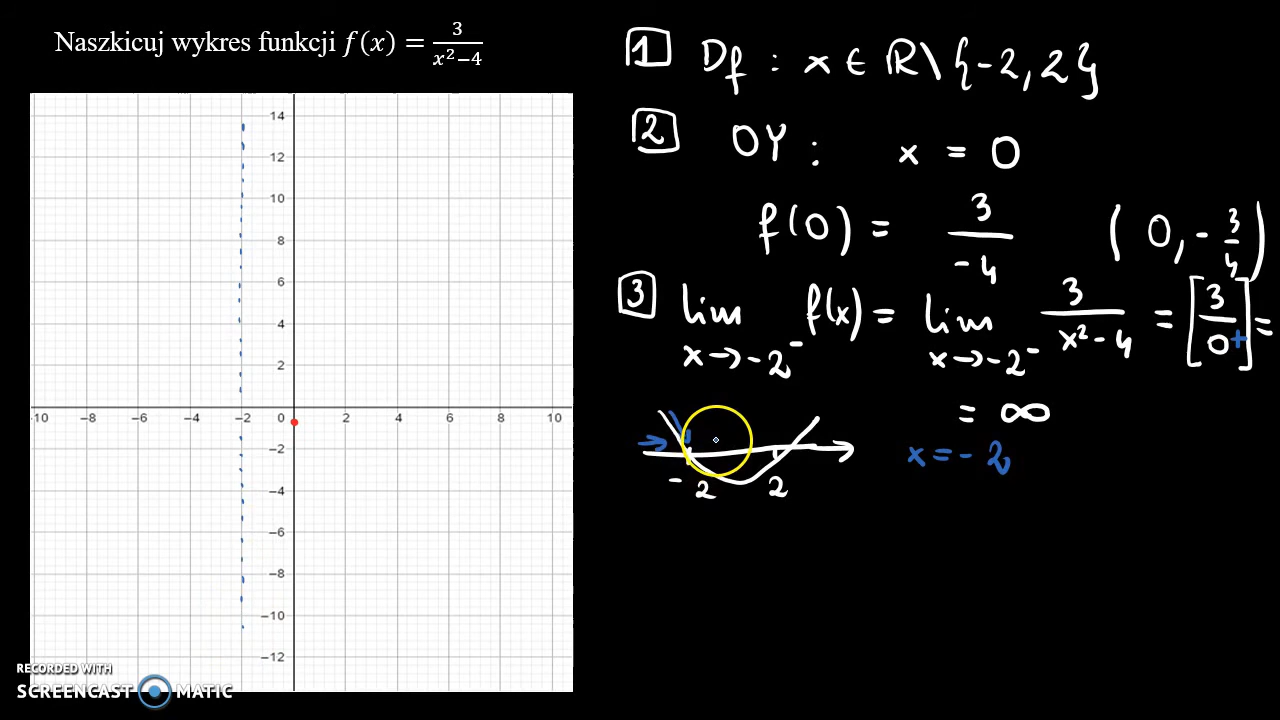 Naszkicuj wykres funkcji f(x) = 3/(x²−4)
14
12
10
8
6
4
2
-10 −8 −6 −4 −2 0 0 2 4 6 8 10
−2
−4
−6
−8
−10
−12
1 Df : x ∈ ℝ \ {-2, 2}
2 OY : x = 0
f(0) = 3/-4 (0, -3/4)
3 lim x→-2⁻ f(x) = lim x→-2⁻ 3/(x²-4) = [3/0+] =
= ∞
x = - 2
- 2 2
RECORDED WITH
SCREENCAST MATIC